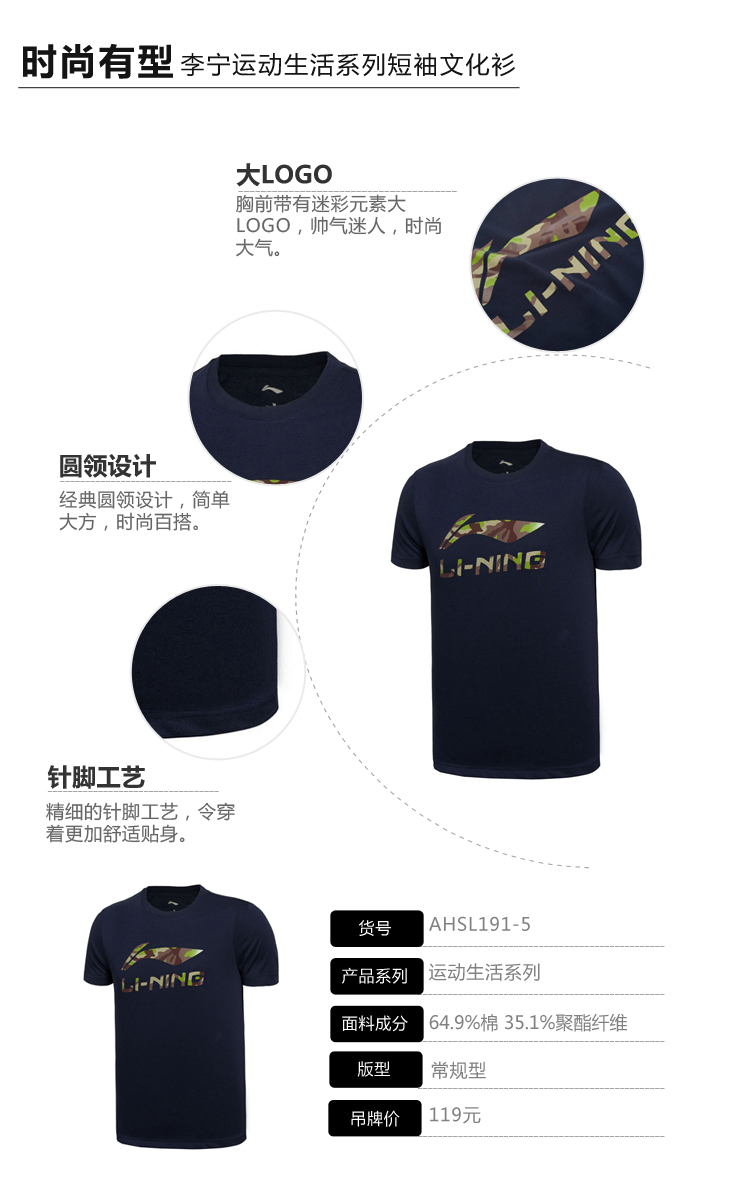 时尚有型 李宁运动生活系列短袖文化衫
大LOGO
胸前带有迷彩元素大
LOGO，帅气迷人，时尚
大气。
LI-NING
圆领设计
经典圆领设计，简单
大方，时尚百搭。
LI-NING
针脚工艺
精细的针脚工艺，令穿
着更加舒适贴身。
LI-NING
货号 AHSL191-5
产品系列 运动生活系列
面料成分 64.9%棉 35.1%聚酯纤维
版型 常规型
吊牌价 119元